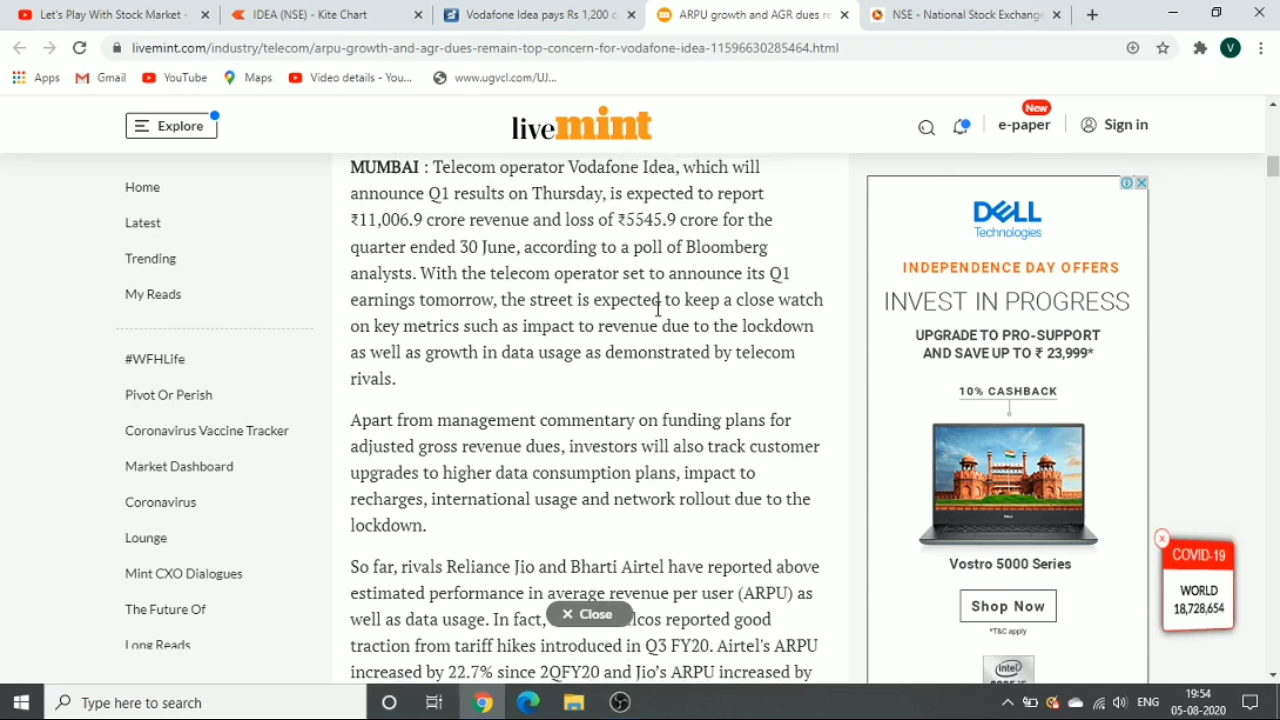 Let's Play With Stock Market -
IDEA (NSE) - Kite Chart
Vodafone Idea pays Rs 1,200 c
ARPU growth and AGR dues re
NSE - National Stock Exchange
livemint.com/industry/telecom/arpu-growth-and-agr-dues-remain-top-concern-for-vodafone-idea-11596630285464.html
V
Apps
Gmail
YouTube
Maps
Video details - You...
www.ugvcl.com/UJ...
Explore
livemint
New
e-paper
Sign in
Home
Latest
Trending
My Reads
#WFHLife
Pivot Or Perish
Coronavirus Vaccine Tracker
Market Dashboard
Coronavirus
Lounge
Mint CXO Dialogues
The Future Of
Long Reads
MUMBAI : Telecom operator Vodafone Idea, which will
announce Q1 results on Thursday, is expected to report
₹11,006.9 crore revenue and loss of ₹5545.9 crore for the
quarter ended 30 June, according to a poll of Bloomberg
analysts. With the telecom operator set to announce its Q1
earnings tomorrow, the street is expected to keep a close watch
on key metrics such as impact to revenue due to the lockdown
as well as growth in data usage as demonstrated by telecom
rivals.
Apart from management commentary on funding plans for
adjusted gross revenue dues, investors will also track customer
upgrades to higher data consumption plans, impact to
recharges, international usage and network rollout due to the
lockdown.
So far, rivals Reliance Jio and Bharti Airtel have reported above
estimated performance in average revenue per user (ARPU) as
well as data usage. In fact, lcos reported good
traction from tariff hikes introduced in Q3 FY20. Airtel's ARPU
increased by 22.7% since 2QFY20 and Jio's ARPU increased by
Close
DELL
Technologies
INDEPENDENCE DAY OFFERS
INVEST IN PROGRESS
UPGRADE TO PRO-SUPPORT
AND SAVE UP TO ₹ 23,999*
10% CASHBACK
Vostro 5000 Series
Shop Now
*T&C apply
intel
COVID-19
WORLD
18,728,654
Type here to search
ENG
19:54
05-08-2020